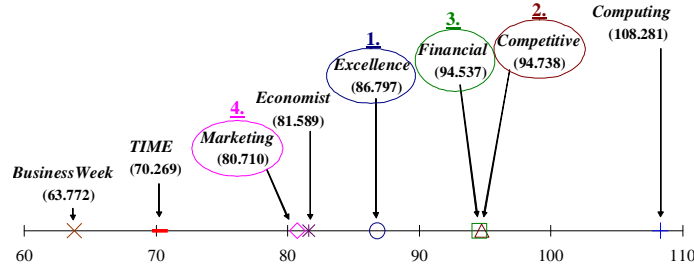 BusinessWeek
(63.772)
TIME
(70.269)
4.
Marketing
(80.710)
Economist
(81.589)
1.
Excellence
(86.797)
3.
Financial
(94.537)
2.
Competitive
(94.738)
Computing
(108.281)
60 70 80 90 100 110